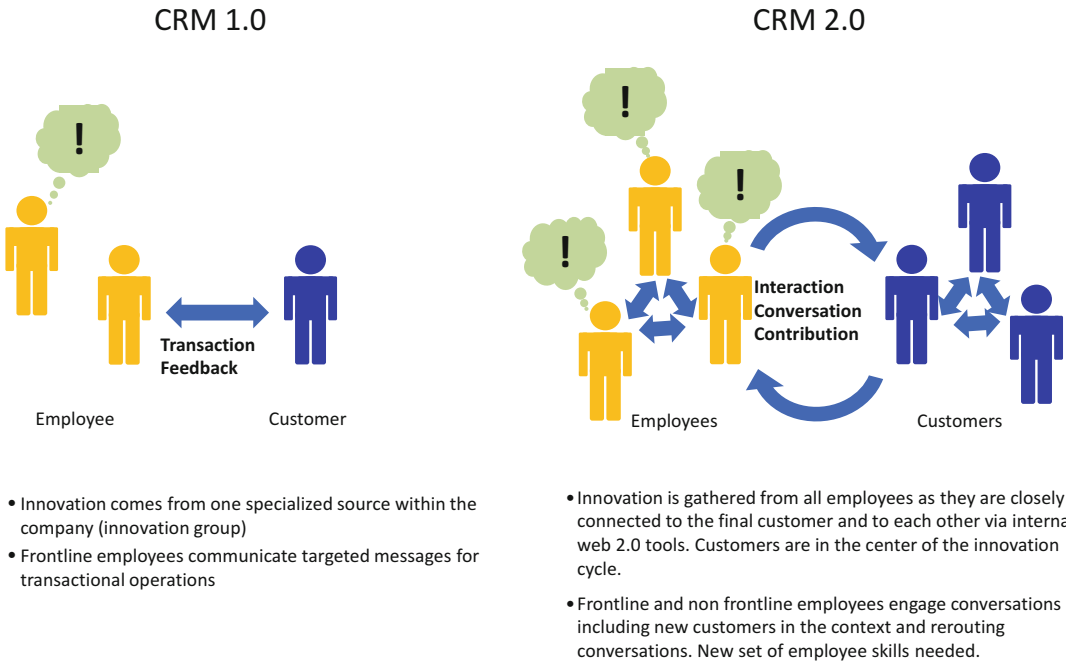 CRM 1.0
!
Transaction
Feedback
Employee
Customer
• Innovation comes from one specialized source within the
company (innovation group)
• Frontline employees communicate targeted messages for
transactional operations
CRM 2.0
!
!
!
Interaction
Conversation
Contribution
Employees
Customers
• Innovation is gathered from all employees as they are closely
connected to the final customer and to each other via interna
web 2.0 tools. Customers are in the center of the innovation
cycle.
• Frontline and non frontline employees engage conversations
including new customers in the context and rerouting
conversations. New set of employee skills needed.